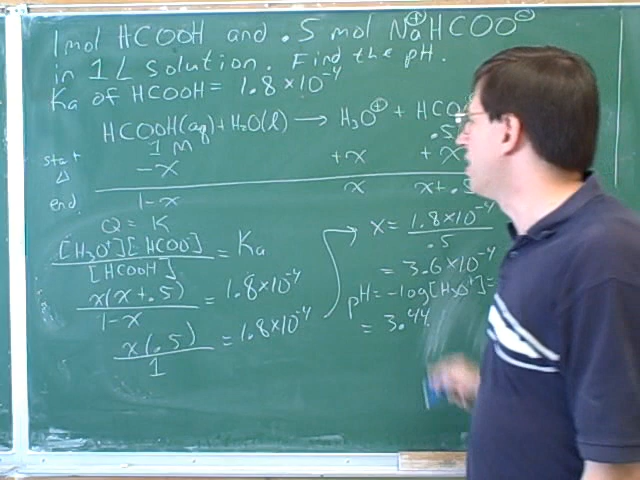 1mol HCOOH and .5 mol Na⊕HCOO⊖
in 1L solution. Find the pH.
Ka of HCOOH = 1.8×10⁻⁴
HCOOH(aq)+H₂O(l) → H₃O⊕ + HCO
1 M .5
start
-x +x +x
Δ
end 1-x x x+.5
Q = K
[H₃O⁺][HCOO⁻]
[HCOOH]
= Ka
x(x+.5)
1-x
= 1.8×10⁻⁴
x(.5)
1
= 1.8×10⁻⁴
x = 1.8×10⁻⁴
.5
= 3.6×10⁻⁴
pH = -log[H₃O⁺] =
= 3.44